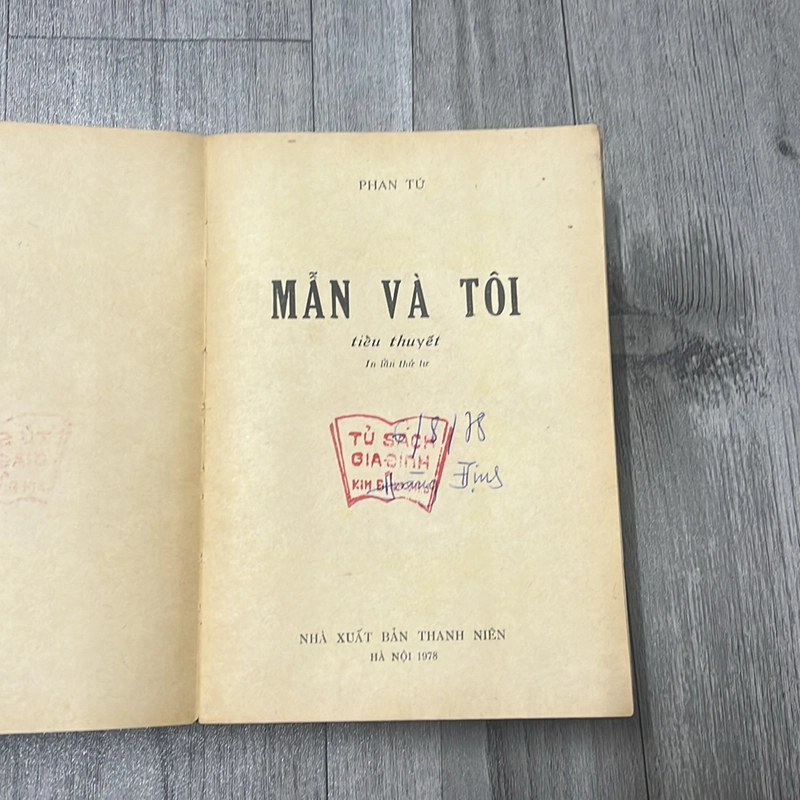 PHAN TỨ
MẪN VÀ TÔI
tiểu thuyết
In lần thứ tư
6/8/78
TỦ SÁCH
GIA ĐÌNH
KIM
NHÀ XUẤT BẢN THANH NIÊN
HÀ NỘI 1978